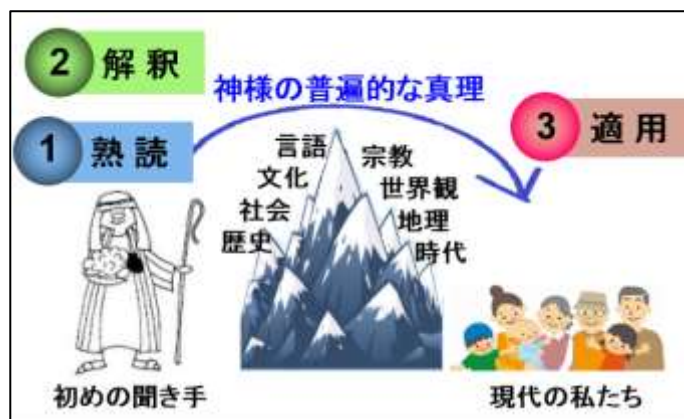 2 解釈
神様の普遍的な真理
1 熟読
3 適用
言語
文化
社会
歴史
宗教
世界観
地理
時代
初めの聞き手
現代の私たち